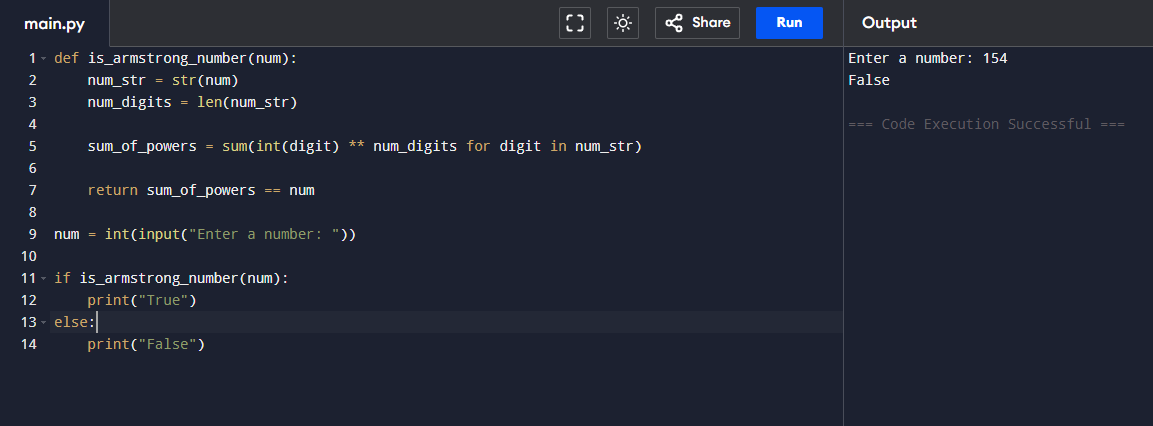 main.py
Share
Run
Output
1 def is_armstrong_number(num):
2     num_str = str(num)
3     num_digits = len(num_str)
4
5     sum_of_powers = sum(int(digit) ** num_digits for digit in num_str)
6
7     return sum_of_powers == num
8
9 num = int(input("Enter a number: "))
10
11 if is_armstrong_number(num):
12     print("True")
13 else:
14     print("False")
Enter a number: 154
False
=== Code Execution Successful ===